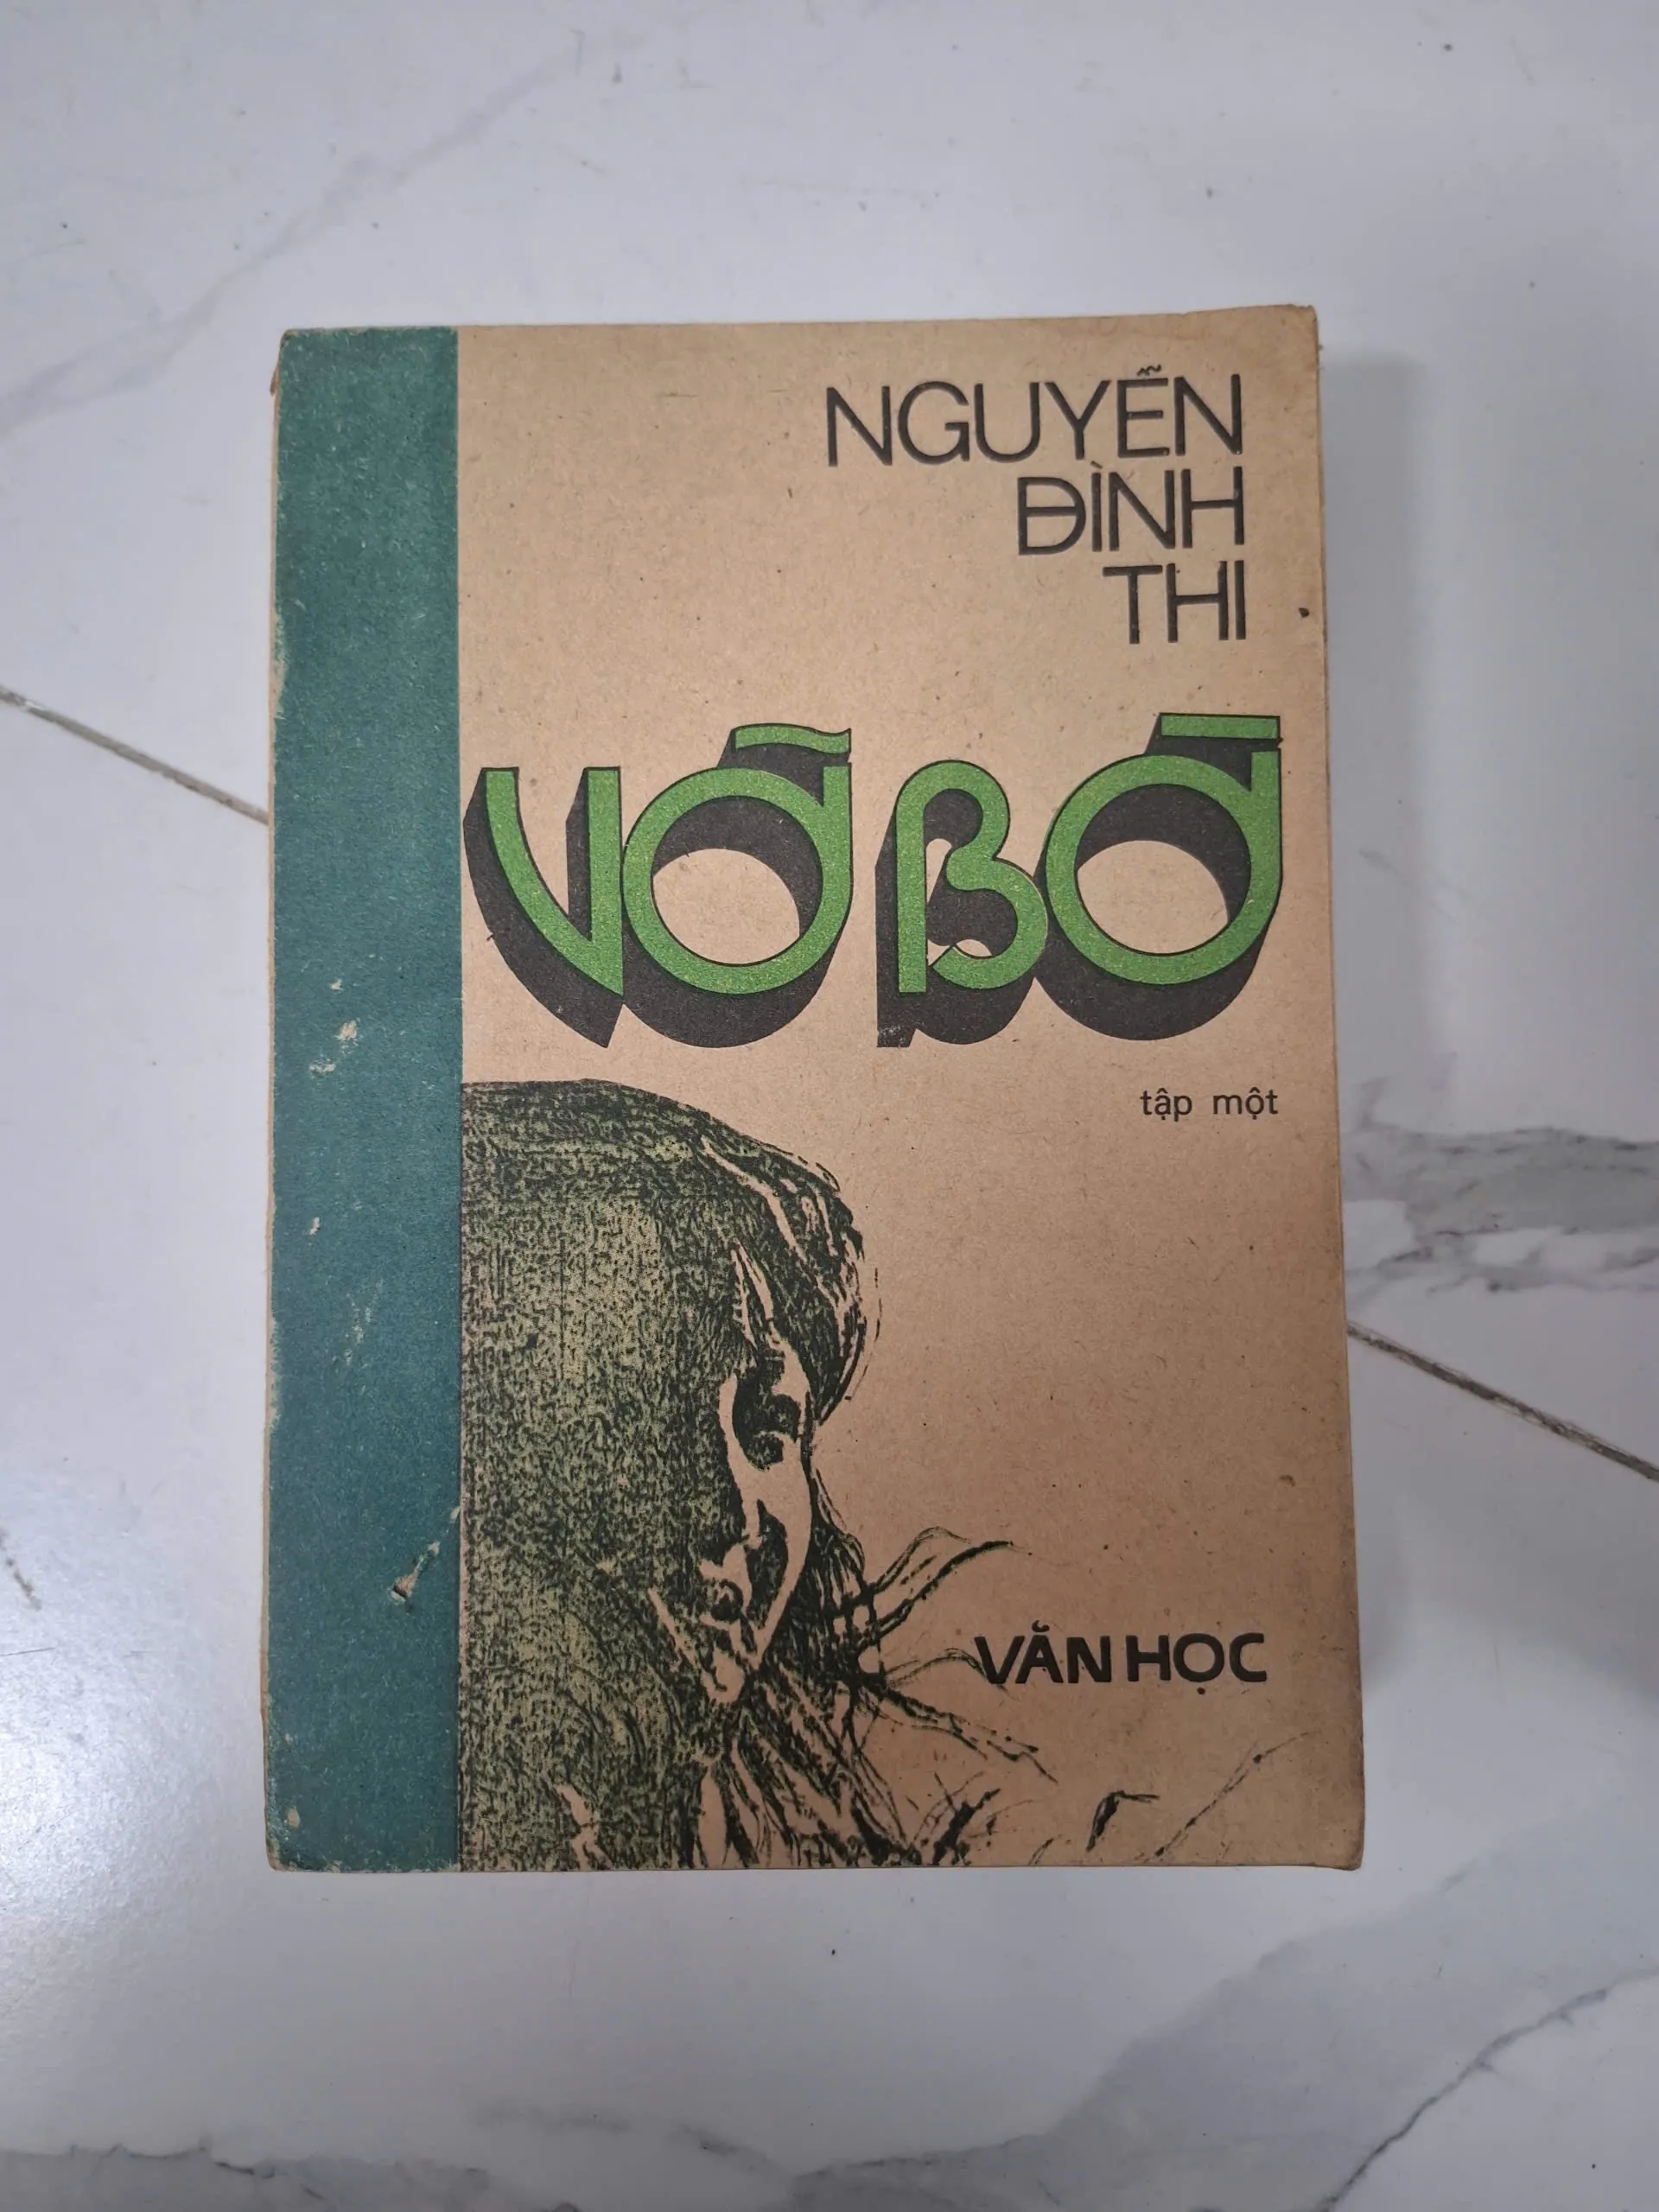 NGUYỄN
ĐÌNH
THI
VỠ BỜ
tập một
VĂN HỌC